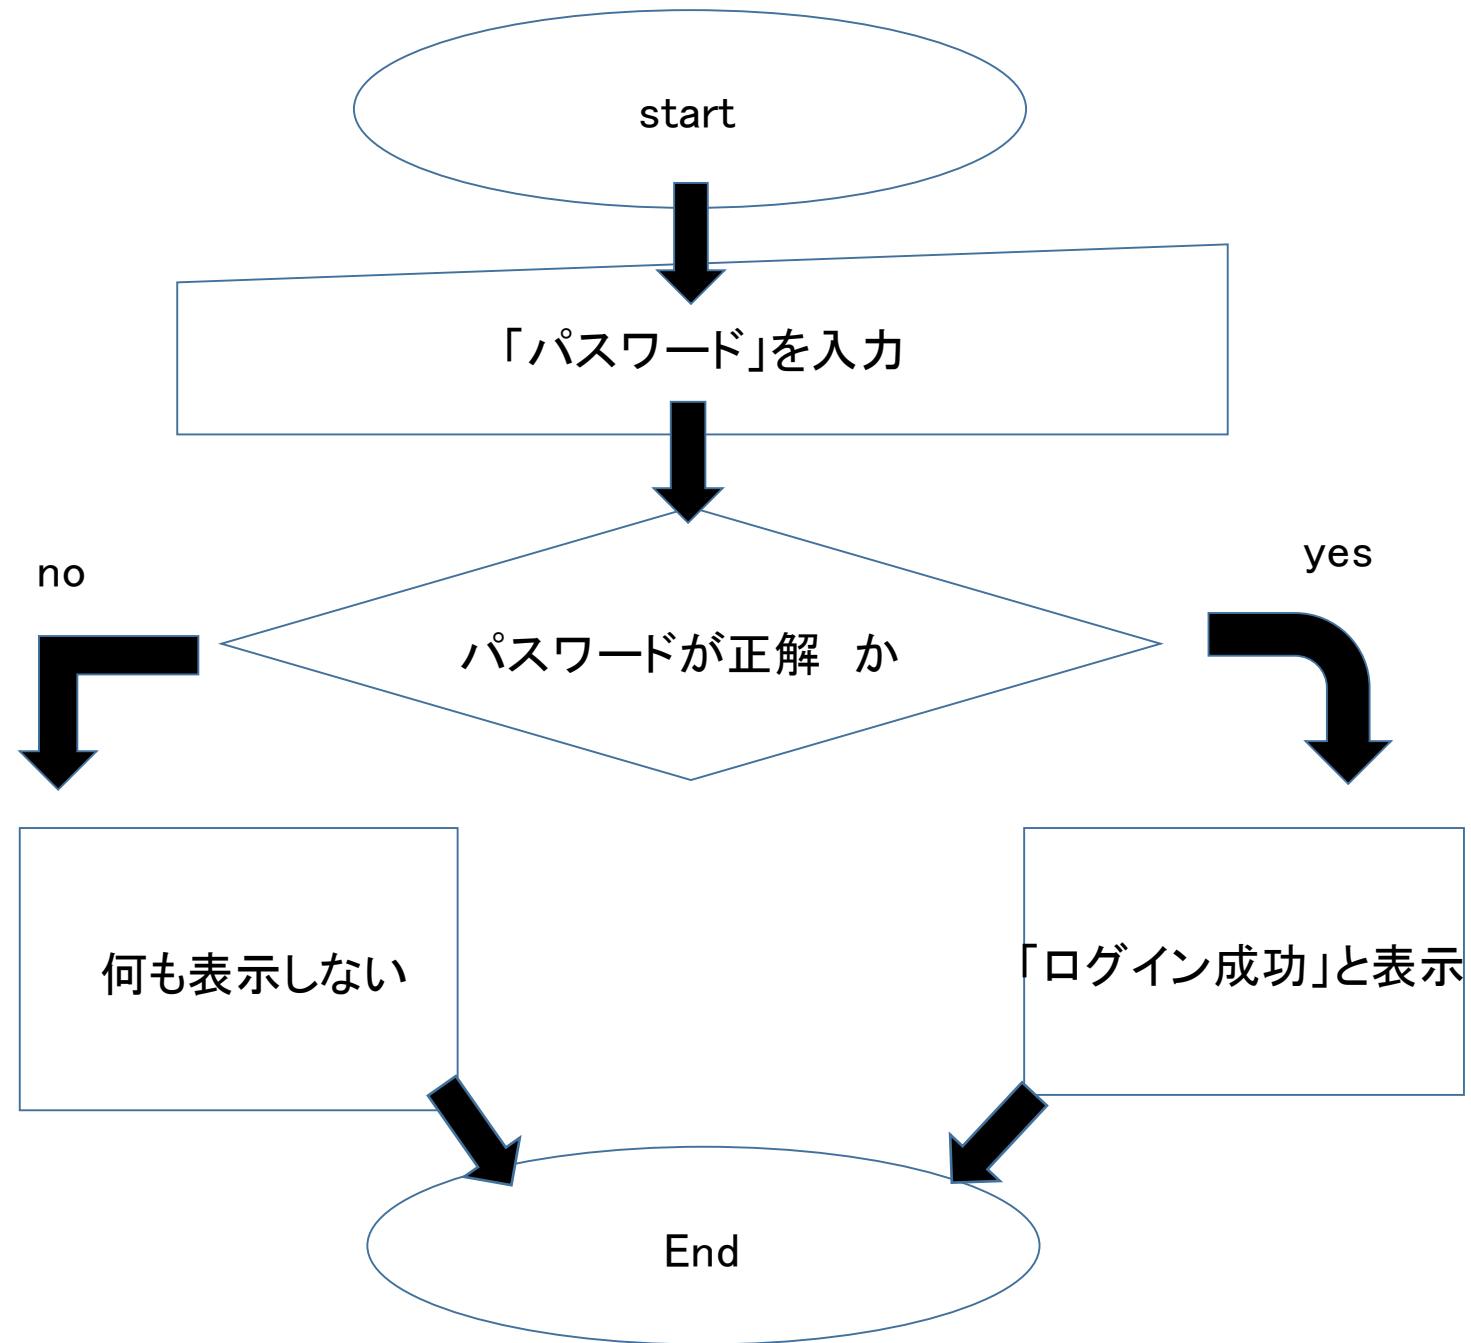 start
「パスワード」を入力
no
yes
パスワードが正解　か
何も表示しない
「ログイン成功」と表示
End